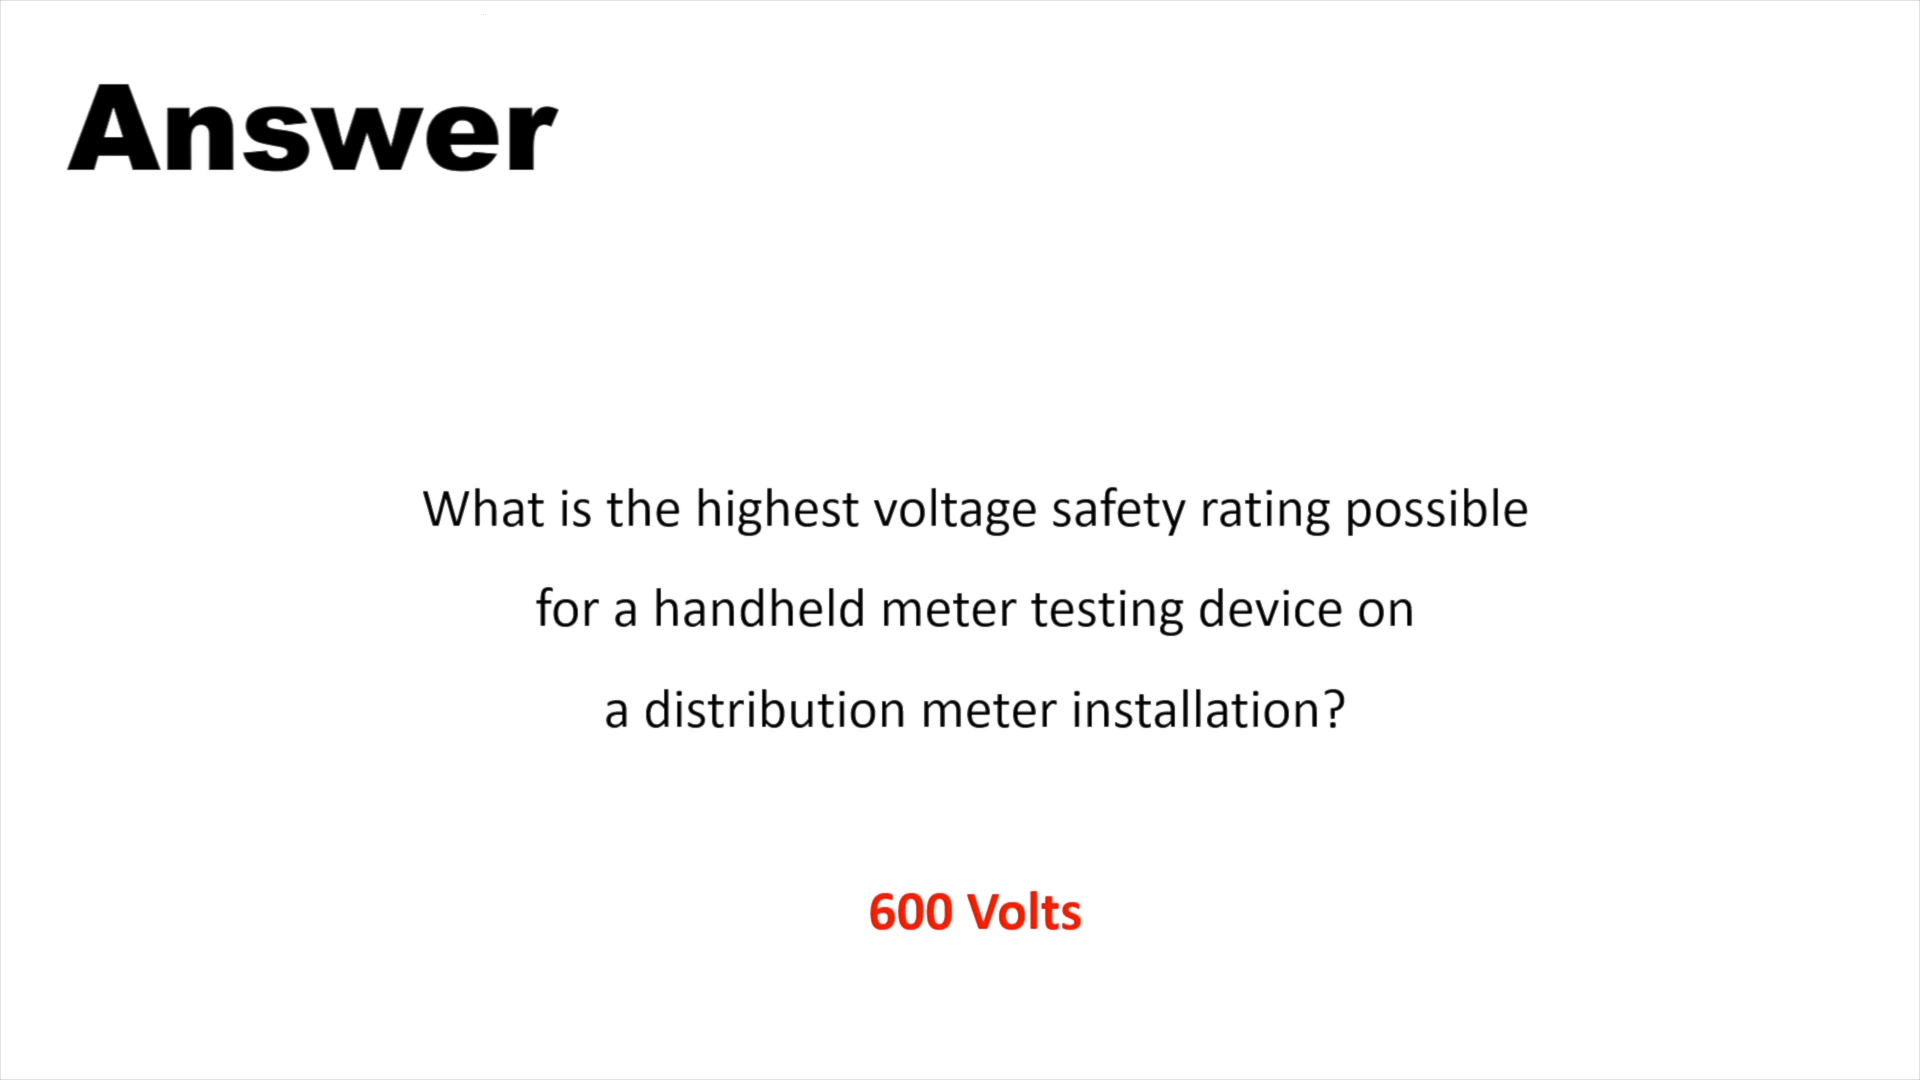 Answer
What is the highest voltage safety rating possible
for a handheld meter testing device on
a distribution meter installation?
600 Volts